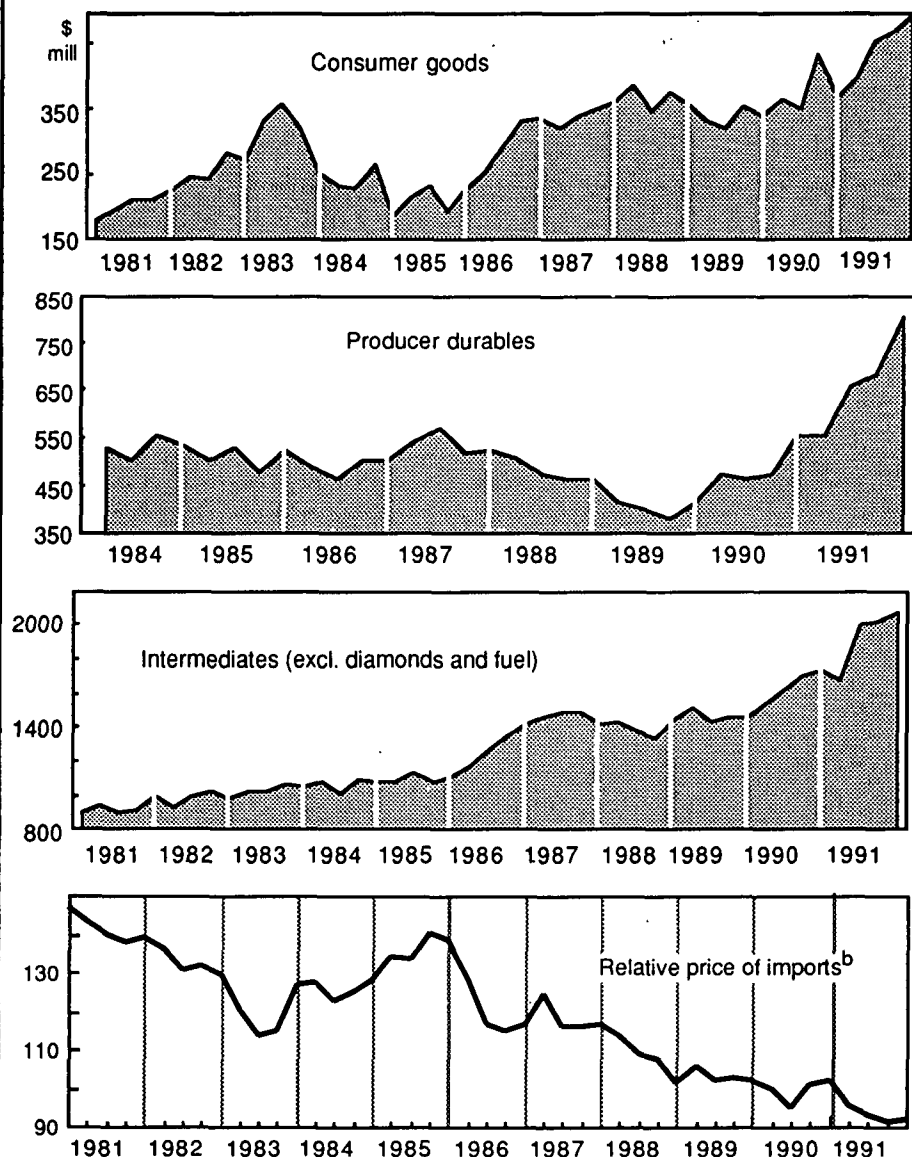 $
mill
Consumer goods
350
250
150
1981 1982 1983 1984 1985 1986 1987 1988 1989 1990 1991
850
Producer durables
750
650
550
450
350
1984 1985 1986 1987 1988 1989 1990 1991
2000
Intermediates (excl. diamonds and fuel)
1400
800
1981 1982 1983 1984 1985 1986 1987 1988 1989 1990 1991
130
Relative price of imports b
110
90
1981 1982 1983 1984 1985 1986 1987 1988 1989 1990 1991